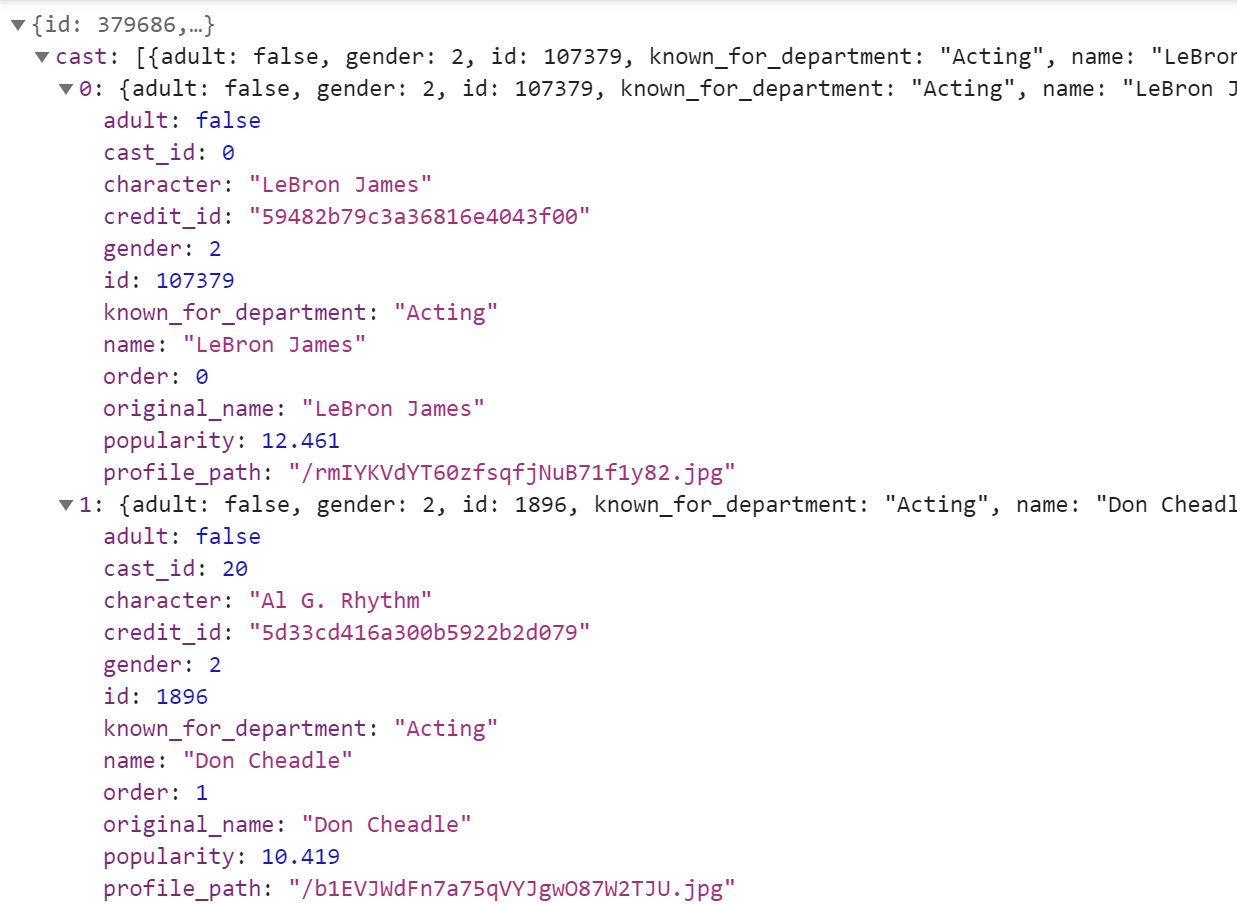 {id: 379686,…}
cast: [{adult: false, gender: 2, id: 107379, known_for_department: "Acting", name: "LeBron
0: {adult: false, gender: 2, id: 107379, known_for_department: "Acting", name: "LeBron J
adult: false
cast_id: 0
character: "LeBron James"
credit_id: "59482b79c3a36816e4043f00"
gender: 2
id: 107379
known_for_department: "Acting"
name: "LeBron James"
order: 0
original_name: "LeBron James"
popularity: 12.461
profile_path: "/rmIYKVdYT60zfsqfjNuB71f1y82.jpg"
1: {adult: false, gender: 2, id: 1896, known_for_department: "Acting", name: "Don Cheadl
adult: false
cast_id: 20
character: "Al G. Rhythm"
credit_id: "5d33cd416a300b5922b2d079"
gender: 2
id: 1896
known_for_department: "Acting"
name: "Don Cheadle"
order: 1
original_name: "Don Cheadle"
popularity: 10.419
profile_path: "/b1EVJWdFn7a75qVYJgwO87W2TJU.jpg"